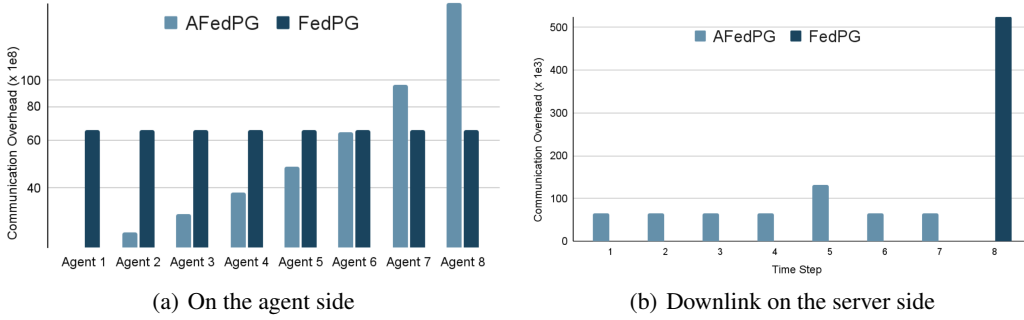 AFedPG FedPG
Communication Overhead (x 1e8)
100
80
60
40
Agent 1 Agent 2 Agent 3 Agent 4 Agent 5 Agent 6 Agent 7 Agent 8
(a) On the agent side
AFedPG FedPG
Communication Overhead (x 1e3)
500
400
300
200
100
0
1 2 3 4 5 6 7 8
Time Step
(b) Downlink on the server side